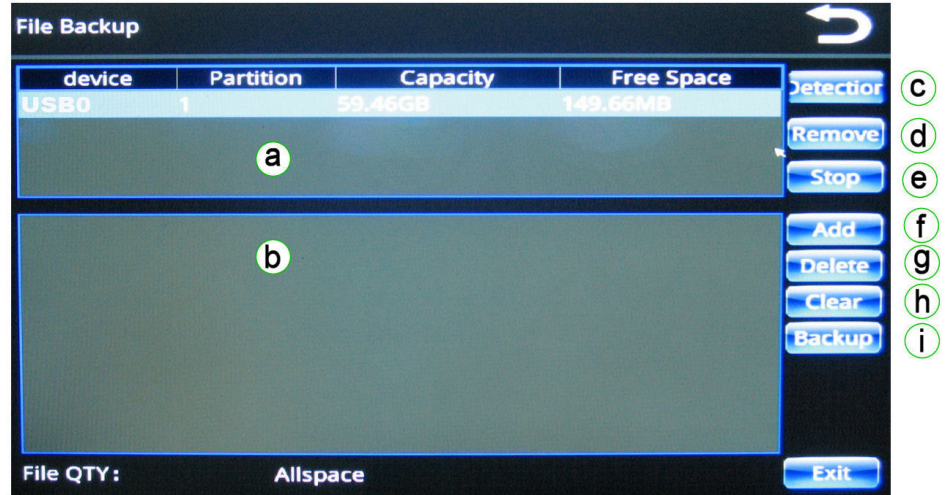 File Backup
device Partition Capacity Free Space
USB0 1 59.46GB 149.66MB
Detection c
Remove d
a
Stop e
Add f
b
Delete g
Clear h
Backup i
File QTY: Allspace Exit